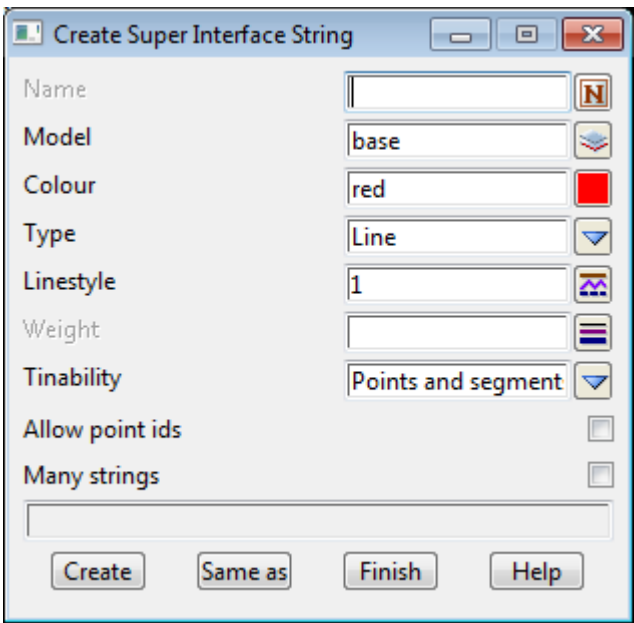 Create Super Interface String
Name N
Model base
Colour red
Type Line
Linestyle 1
Weight
Tinability Points and segment
Allow point ids
Many strings
Create Same as Finish Help